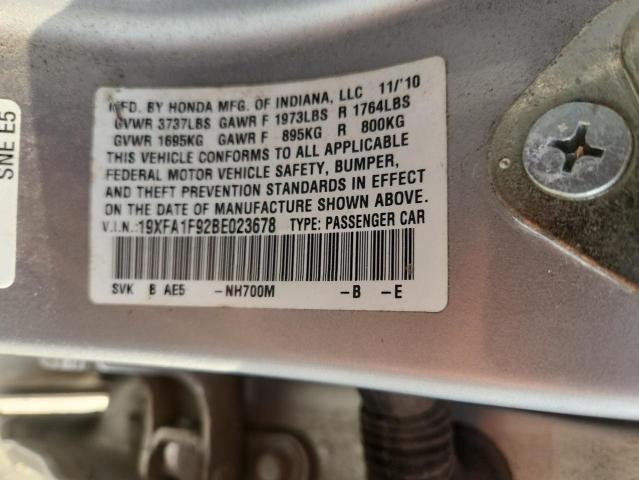 MFD. BY HONDA MFG. OF INDIANA, LLC 11/'10
GVWR 3737LBS GAWR F 1973LBS R 1764LBS
GVWR 1695KG GAWR F 895KG R 800KG
THIS VEHICLE CONFORMS TO ALL APPLICABLE
FEDERAL MOTOR VEHICLE SAFETY, BUMPER,
AND THEFT PREVENTION STANDARDS IN EFFECT
ON THE DATE OF MANUFACTURE SHOWN ABOVE.
V.I.N.:19XFA1F92BE023678 TYPE: PASSENGER CAR
SVK B AE5 -NH700M -B -E
SNE E5